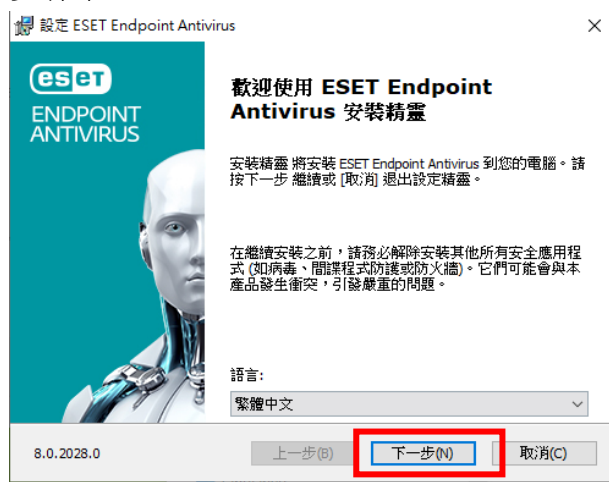 設定 ESET Endpoint Antivirus
eset
ENDPOINT
ANTIVIRUS
歡迎使用 ESET Endpoint
Antivirus 安裝精靈
安裝精靈 將安裝 ESET Endpoint Antivirus 到您的電腦。請
按下一步 繼續或 [取消] 退出設定精靈。
在繼續安裝之前，請務必解除安裝其他所有安全應用程
式 (如病毒、間諜程式防護或防火牆)。它們可能會與本
產品發生衝突，引發嚴重的問題。
語言:
繁體中文
8.0.2028.0
上一步(B)
下一步(N)
取消(C)